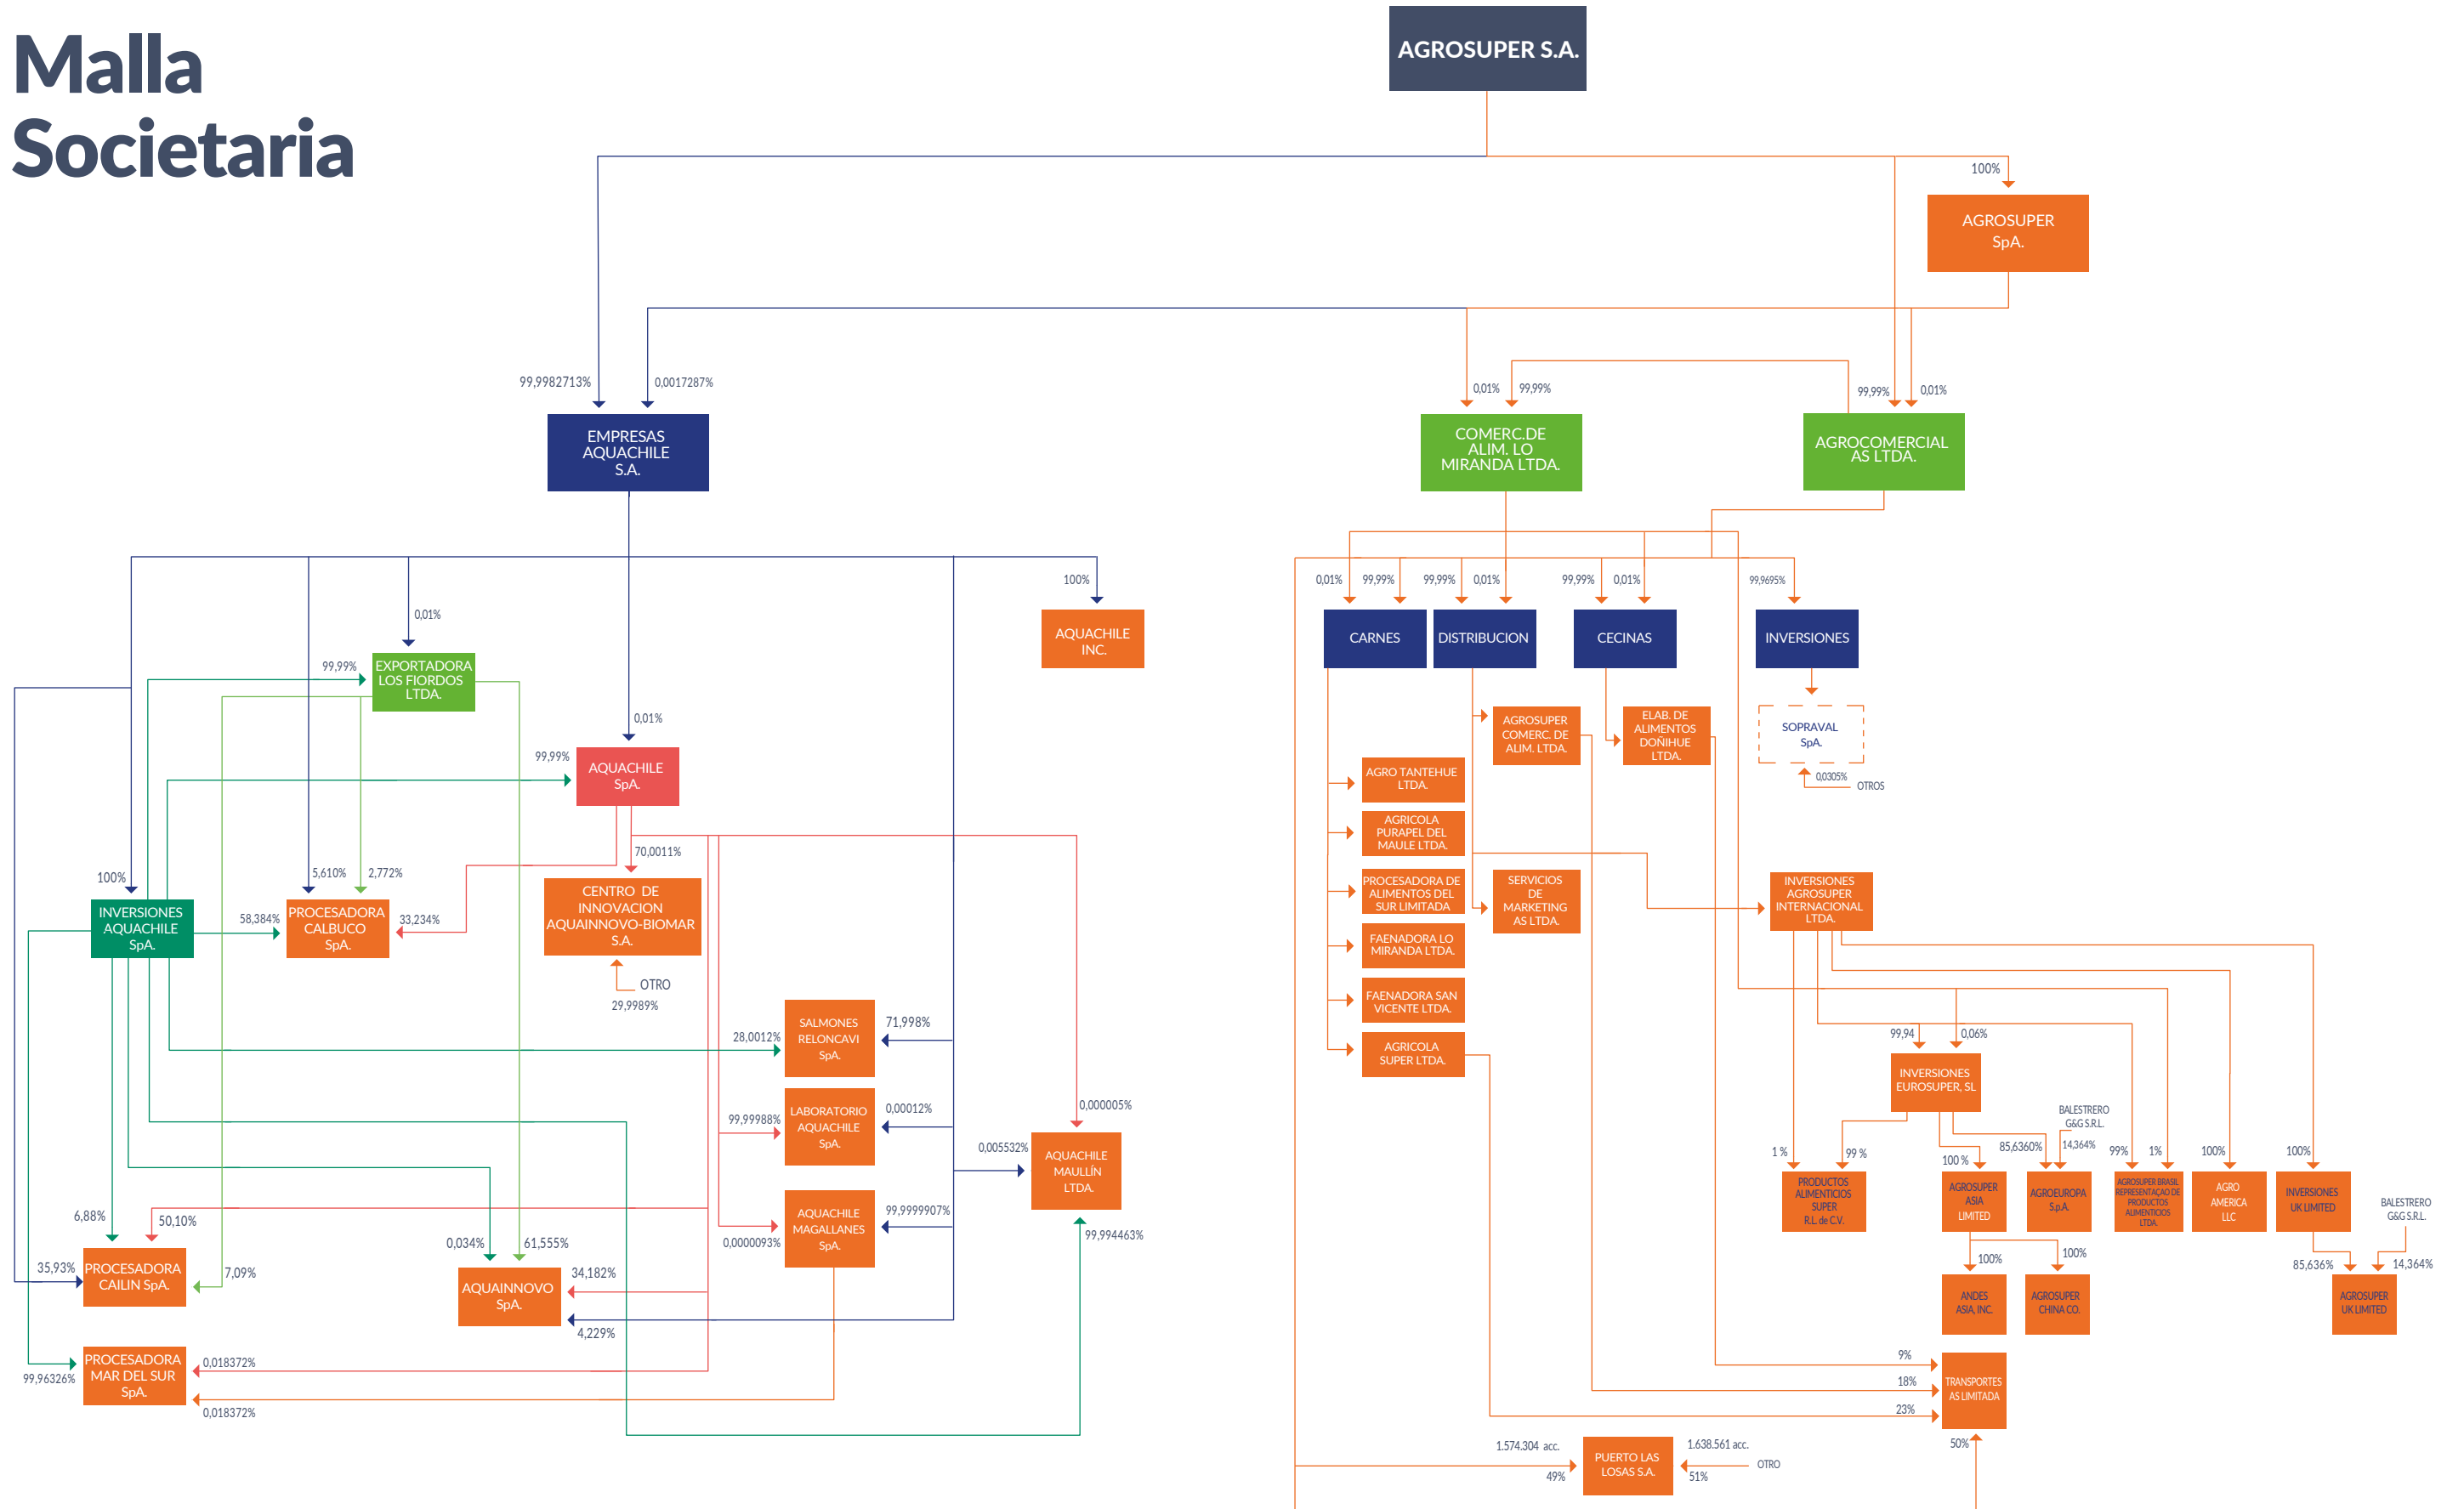 Malla
Societaria
AGROSUPER S.A.
100%
AGROSUPER
SpA.
99,9982713%
0,0017287%
0,01%
99,99%
99,99%
0,01%
EMPRESAS
AQUACHILE
S.A.
COMERC.DE
ALIM. LO
MIRANDA LTDA.
AGROCOMERCIAL
AS LTDA.
100%
0,01%
99,99%
99,99%
0,01%
99,99%
0,01%
99,9695%
0,01%
AQUACHILE
INC.
CARNES
DISTRIBUCION
CECINAS
INVERSIONES
99,99%
EXPORTADORA
LOS FIORDOS
LTDA.
0,01%
99,99%
AQUACHILE
SpA.
AGROSUPER
COMERC. DE
ALIM. LTDA.
ELAB. DE
ALIMENTOS
DOÑIHUE
LTDA.
SOPRAVAL
SpA.
0,0305%
OTROS
AGRO TANTEHUE
LTDA.
AGRICOLA
PURAPEL DEL
MAULE LTDA.
PROCESADORA DE
ALIMENTOS DEL
SUR LIMITADA
FAENADORA LO
MIRANDA LTDA.
FAENADORA SAN
VICENTE LTDA.
AGRICOLA
SUPER LTDA.
SERVICIOS
DE
MARKETING
AS LTDA.
INVERSIONES
AGROSUPER
INTERNACIONAL
LTDA.
70,0011%
100%
5,610%
2,772%
INVERSIONES
AQUACHILE
SpA.
58,384%
PROCESADORA
CALBUCO
SpA.
33,234%
CENTRO DE
INNOVACION
AQUAINNOVO-BIOMAR
S.A.
OTRO
29,9989%
28,0012%
SALMONES
RELONCAVI
SpA.
71,998%
99,99988%
LABORATORIO
AQUACHILE
SpA.
0,00012%
0,000005%
0,005532%
AQUACHILE
MAULLÍN
LTDA.
99,994463%
AQUACHILE
MAGALLANES
SpA.
99,9999907%
0,0000093%
6,88%
50,10%
35,93%
PROCESADORA
CAILIN SpA.
7,09%
0,034%
61,555%
AQUAINNOVO
SpA.
34,182%
4,229%
PROCESADORA
MAR DEL SUR
SpA.
99,96326%
0,018372%
0,018372%
99,94
0,06%
INVERSIONES
EUROSUPER, SL
BALESTRERO
G&G S.R.L.
1 %
99 %
100 %
85,6360%
14,364%
99%
1%
100%
100%
PRODUCTOS
ALIMENTICIOS
SUPER
R.L. de C.V.
AGROSUPER
ASIA
LIMITED
AGROEUROPA
S.p.A.
AGROSUPER BRASIL
REPRESENTAÇAO DE
PRODUCTOS
ALIMENTICIOS
LTDA.
AGRO
AMERICA
LLC
INVERSIONES
UK LIMITED
BALESTRERO
G&G S.R.L.
100%
100%
85,636%
14,364%
ANDES
ASIA, INC.
AGROSUPER
CHINA CO.
AGROSUPER
UK LIMITED
9%
18%
23%
TRANSPORTES
AS LIMITADA
50%
1.574.304 acc.
49%
PUERTO LAS
LOSAS S.A.
1.638.561 acc.
51%
OTRO